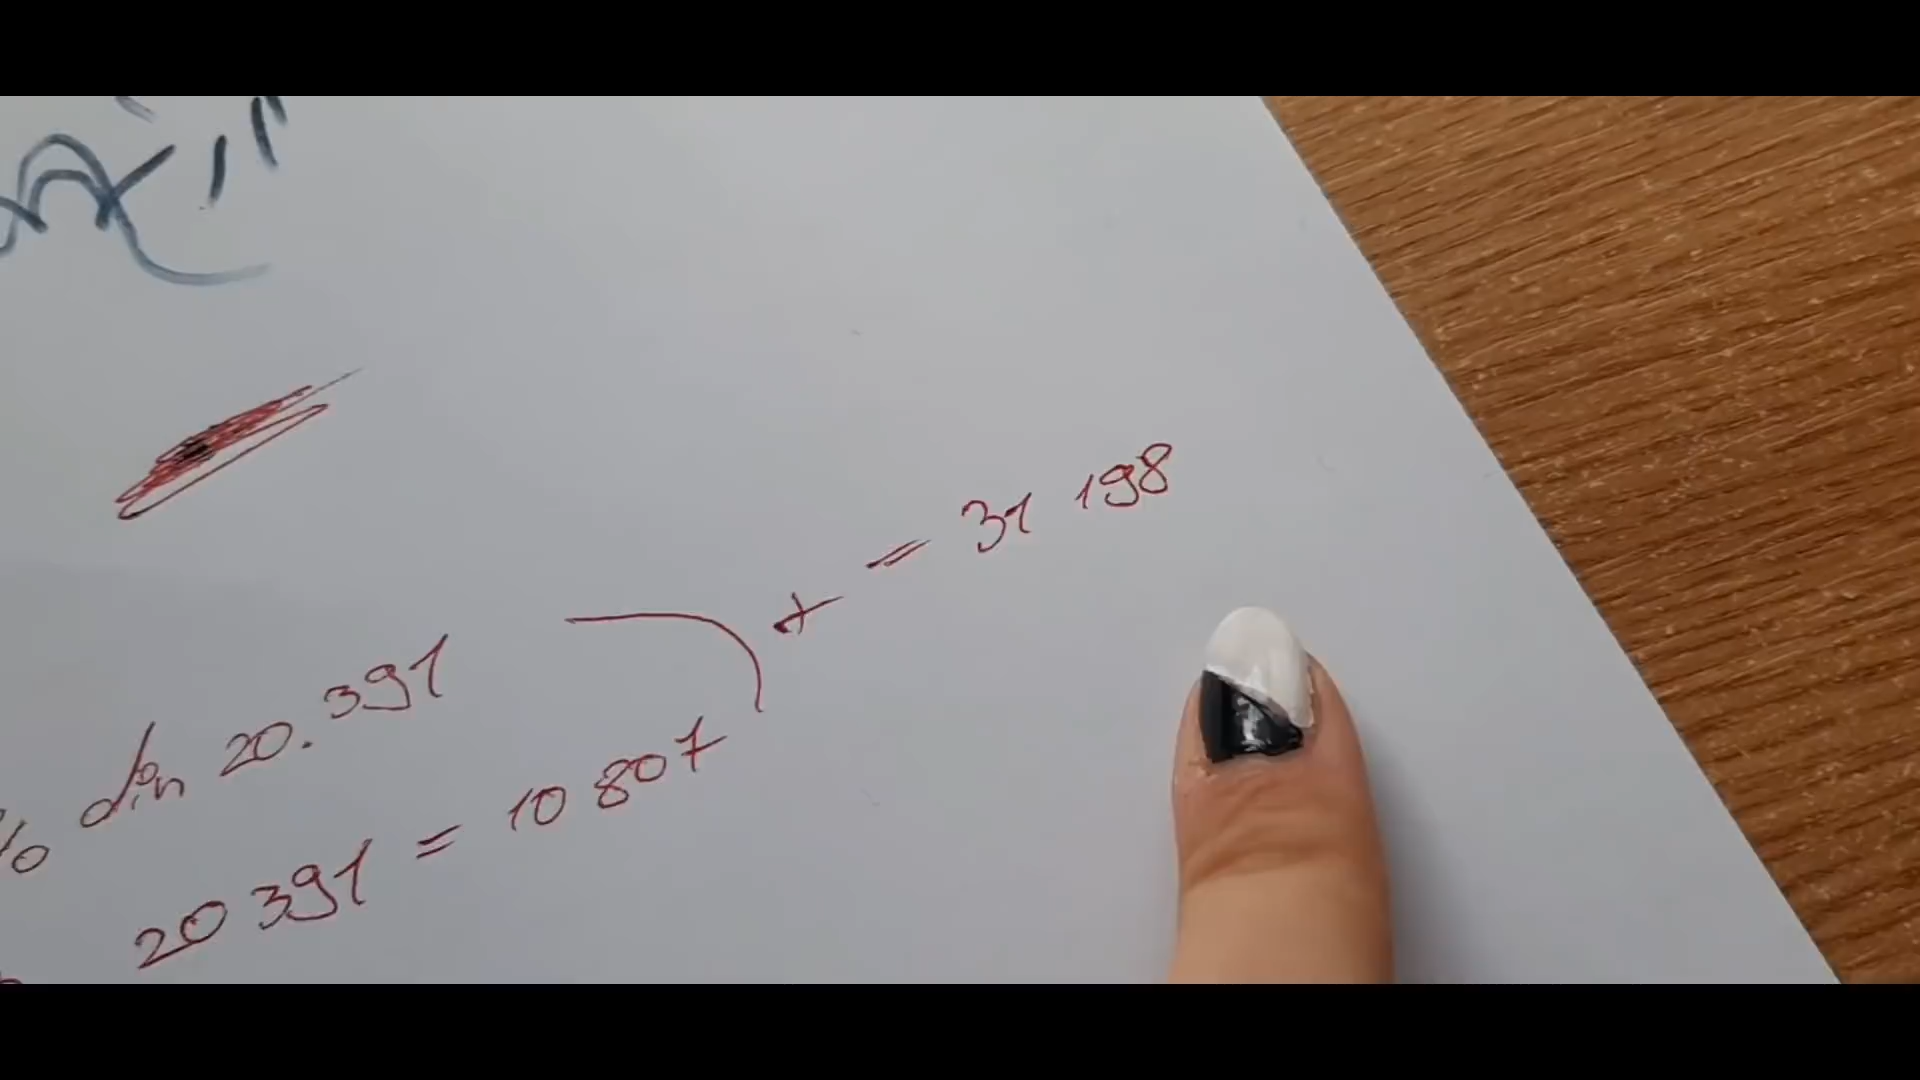 % din 20.391
20 391 = 10 807
+ = 31 198